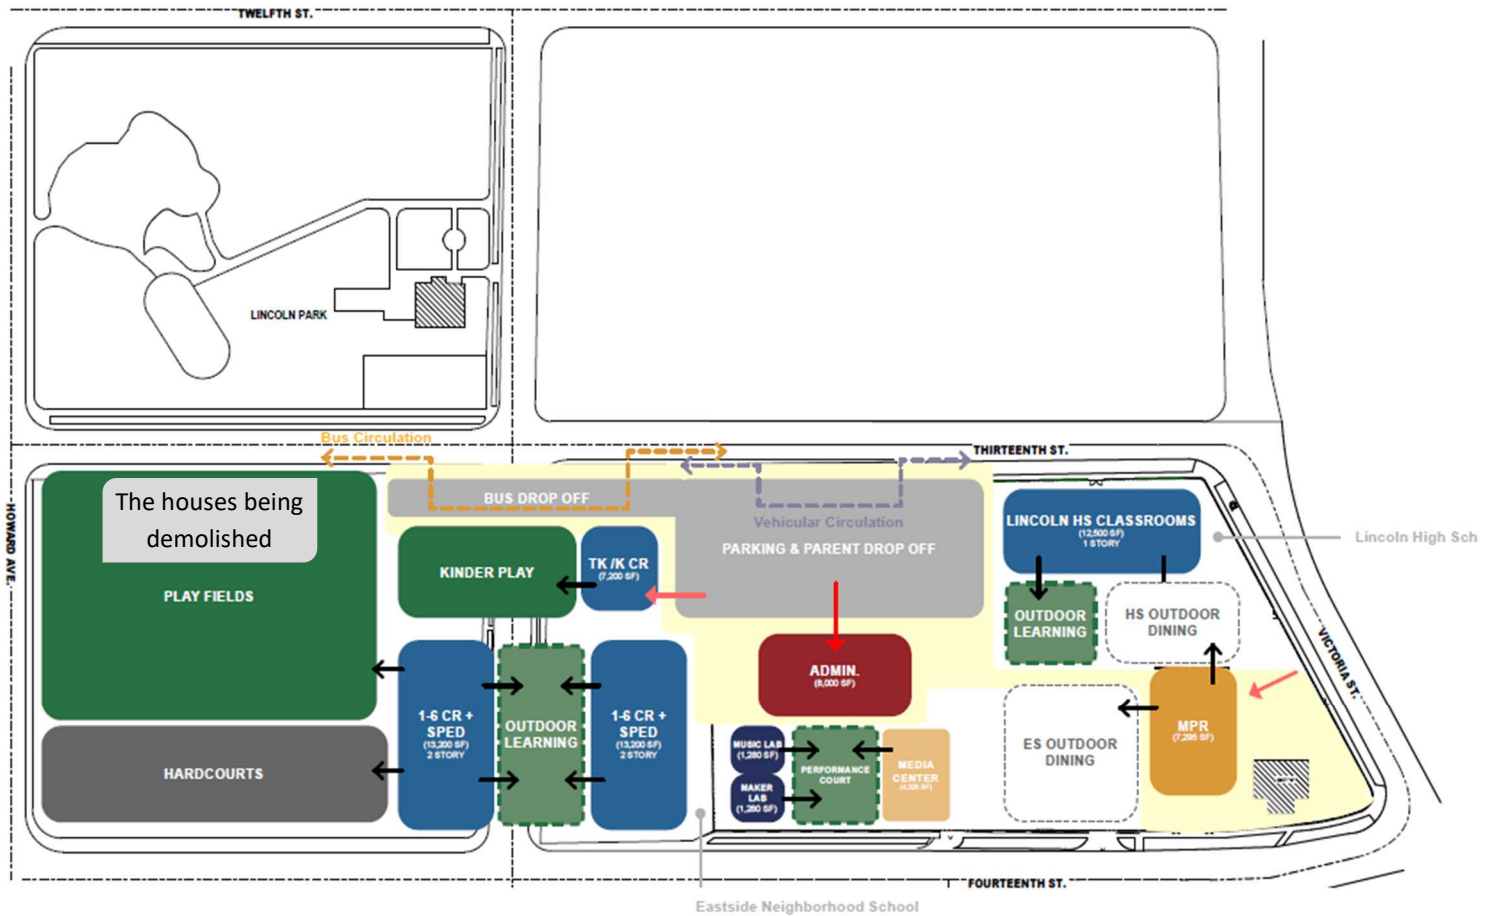 TWELFTH ST.
LINCOLN PARK
Bus Circulation
THIRTEENTH ST.
HOWARD AVE.
The houses being
demolished
BUS DROP OFF
Vehicular Circulation
PARKING & PARENT DROP OFF
LINCOLN HS CLASSROOMS
(12,500 SF)
1 STORY
Lincoln High Sch
KINDER PLAY
TK /K CR
(7,200 SF)
PLAY FIELDS
OUTDOOR
LEARNING
HS OUTDOOR
DINING
VICTORIA ST.
ADMIN.
(8,000 SF)
1-6 CR +
SPED
(13,200 SF)
2 STORY
OUTDOOR
LEARNING
1-6 CR +
SPED
(13,200 SF)
2 STORY
MPR
(7,295 SF)
ES OUTDOOR
DINING
MUSIC LAB
(1,280 SF)
PERFORMANCE
COURT
MEDIA
CENTER
HARDCOURTS
MAKER
LAB
(1,280 SF)
FOURTEENTH ST.
Eastside Neighborhood School